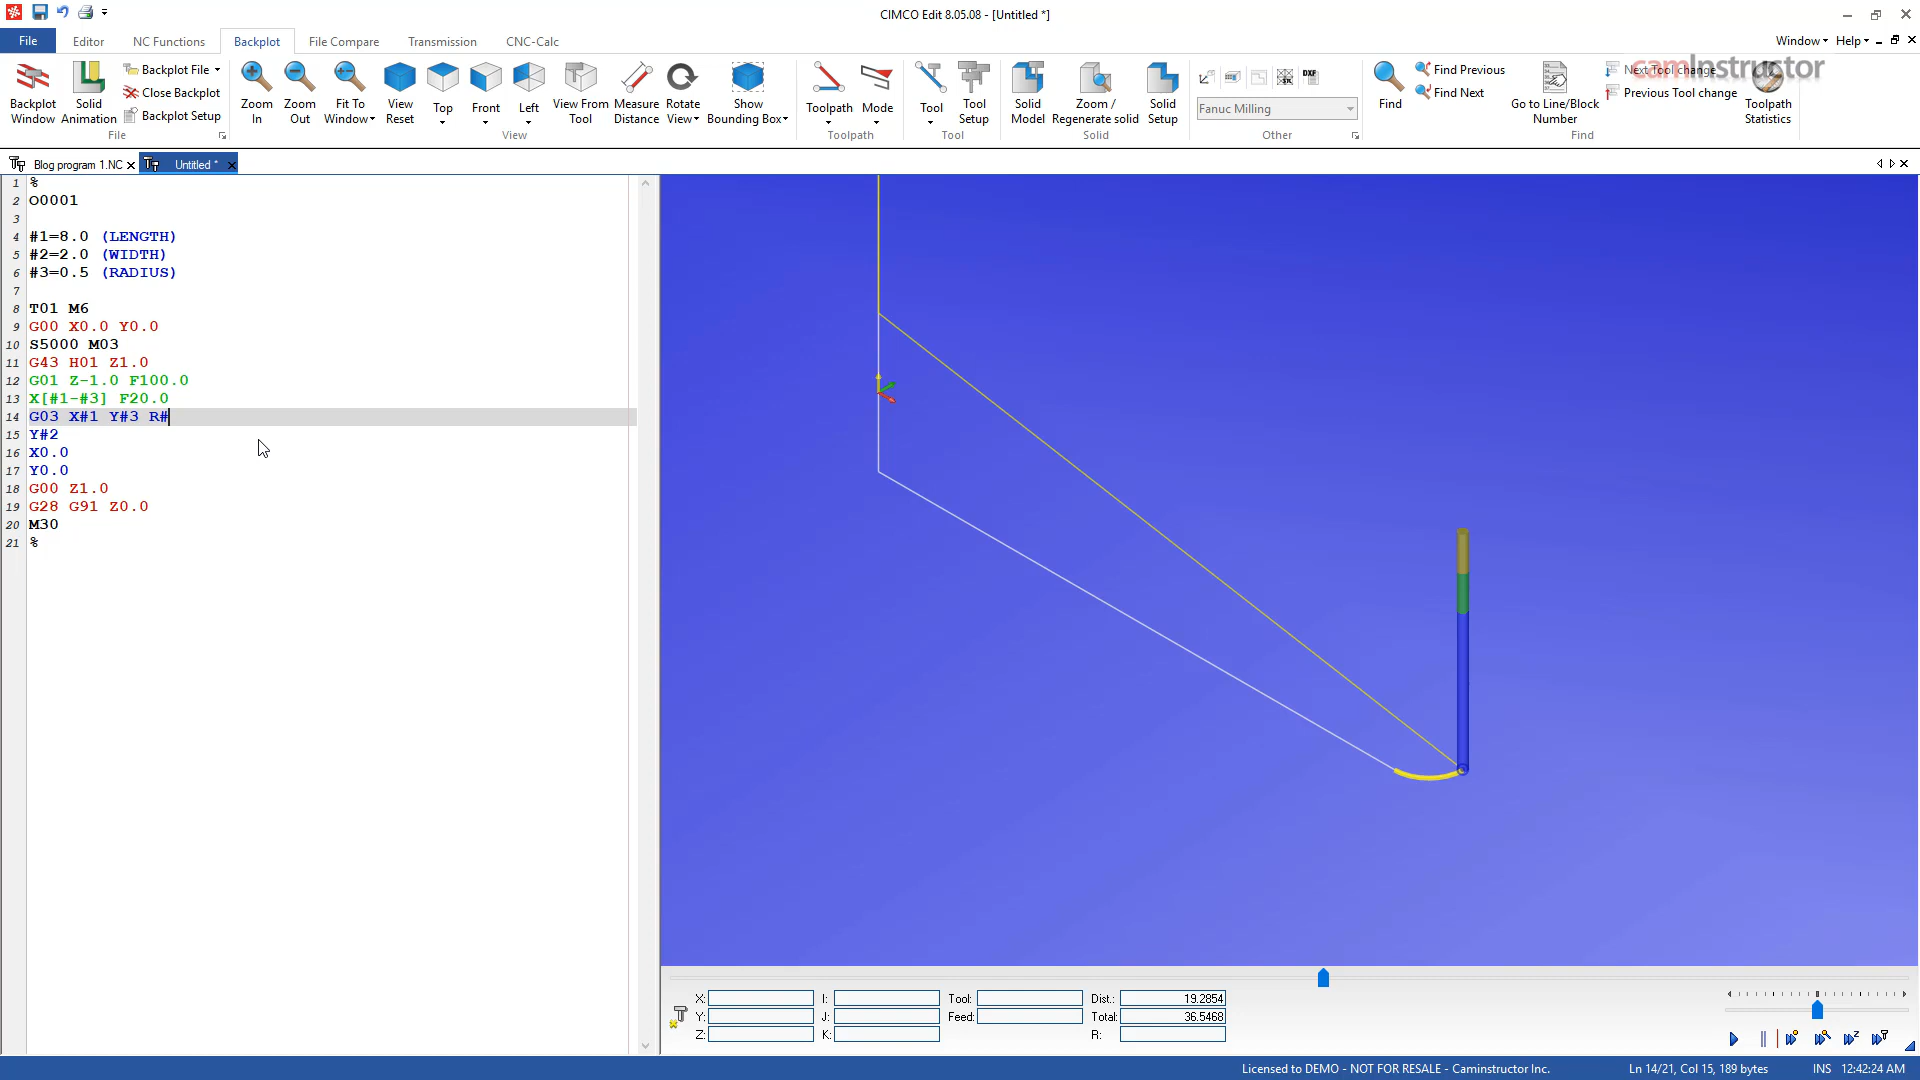 CIMCO Edit 8.05.08 - [Untitled *]
File Editor NC Functions Backplot File Compare Transmission CNC-Calc Window Help
Backplot Window
Solid Animation
Backplot File
Close Backplot
Backplot Setup
File
Zoom In
Zoom Out
Fit To Window
View Reset
Top
Front
Left
View From Tool
Measure Distance
Rotate View
Show Bounding Box
View
Toolpath
Mode
Toolpath
Tool
Tool Setup
Tool
Solid Model
Zoom / Regenerate solid
Solid Setup
Solid
DXF
Fanuc Milling
Other
Find
Find Previous
Find Next
Go to Line/Block Number
Next Tool change
Previous Tool change
Toolpath Statistics
Find
camInstructor
Blog program 1.NC Untitled *
1 %
2 O0001
3
4 #1=8.0 (LENGTH)
5 #2=2.0 (WIDTH)
6 #3=0.5 (RADIUS)
7
8 T01 M6
9 G00 X0.0 Y0.0
10 S5000 M03
11 G43 H01 Z1.0
12 G01 Z-1.0 F100.0
13 X[#1-#3] F20.0
14 G03 X#1 Y#3 R#
15 Y#2
16 X0.0
17 Y0.0
18 G00 Z1.0
19 G28 G91 Z0.0
20 M30
21 %
X: I: Tool: Dist.: 19.2854
Y: J: Feed: Total: 36.5468
Z: K: R:
Licensed to DEMO - NOT FOR RESALE - Caminstructor Inc. Ln 14/21, Col 15, 189 bytes INS 12:42:24 AM